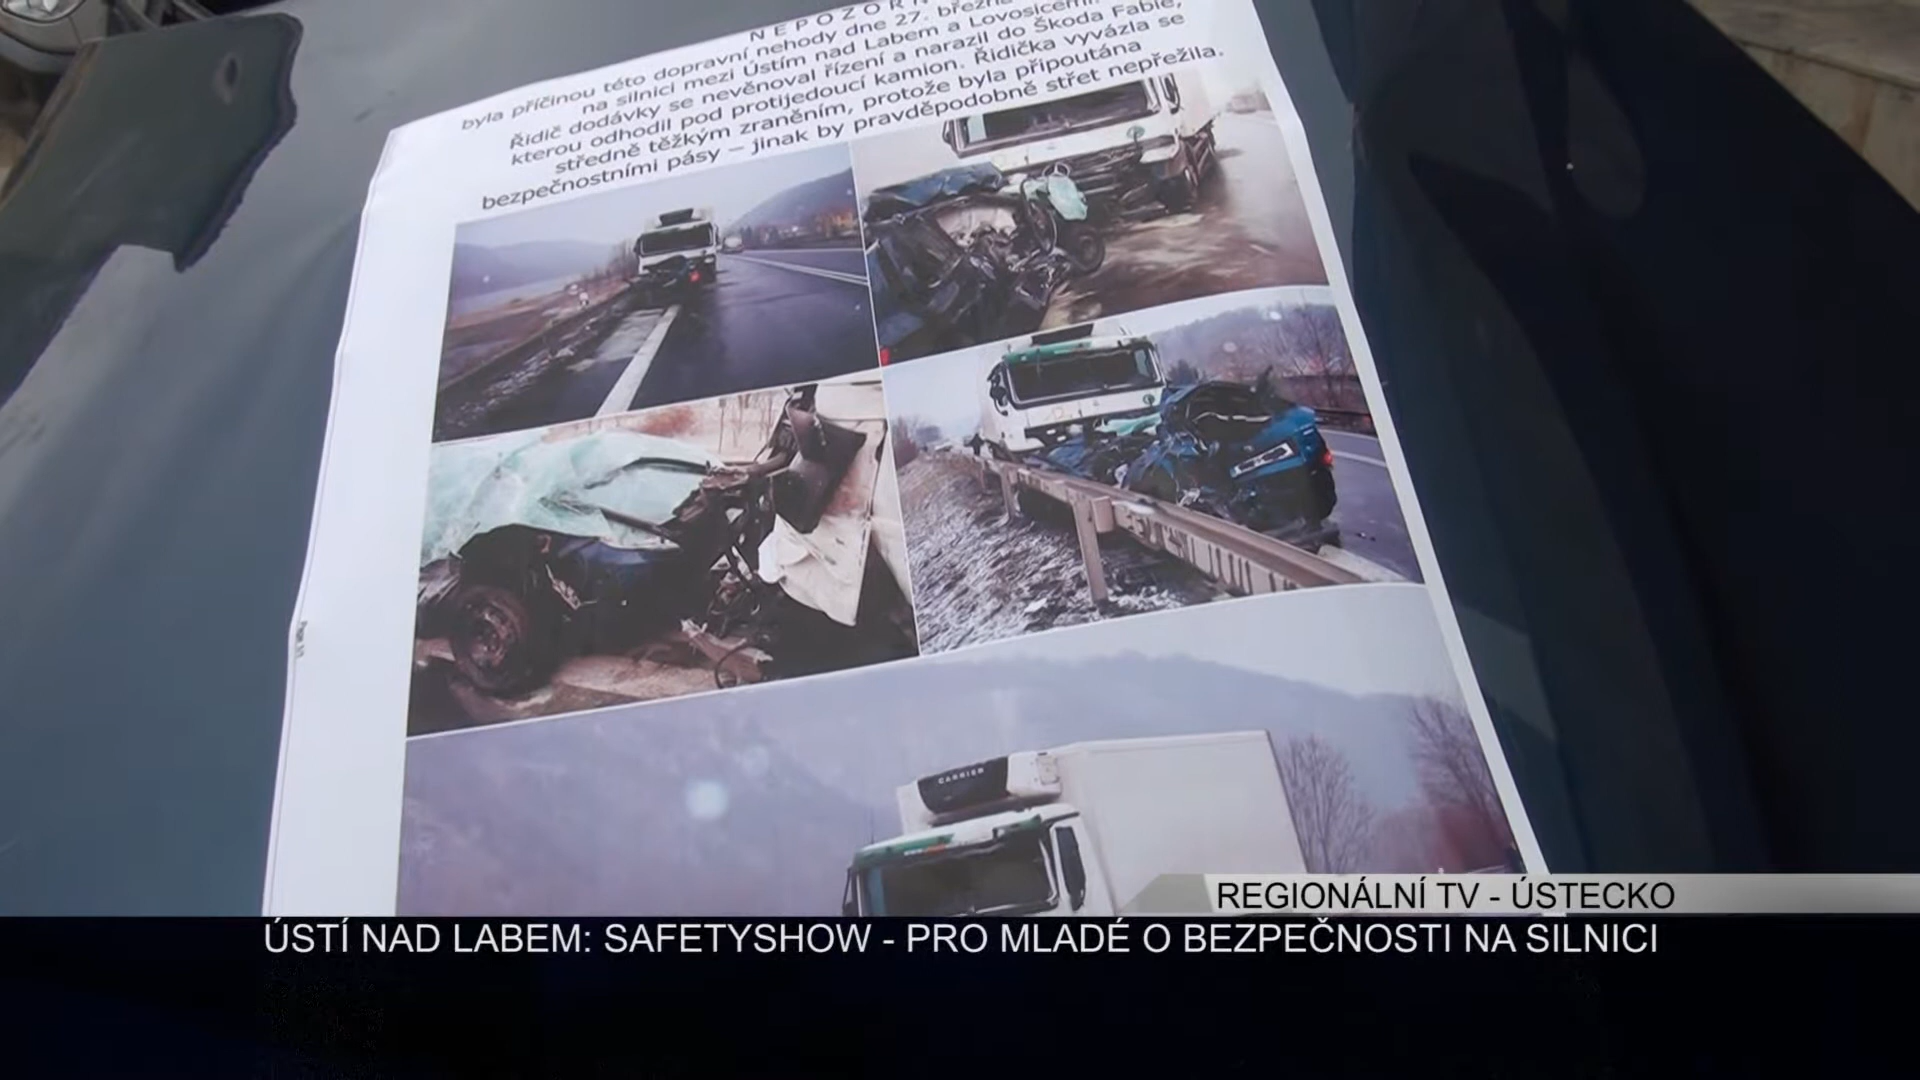 NEPOZORN
byla příčinou této dopravní nehody dne 27. března
na silnici mezi Ústím nad Labem a Lovosicemi.
Řidič dodávky se nevěnoval řízení a narazil do Škoda Fabie,
kterou odhodil pod protijedoucí kamion. Řidička vyvázla se
středně těžkým zraněním, protože byla připoutána
bezpečnostními pásy – jinak by pravděpodobně střet nepřežila.
CARRIER
REGIONÁLNÍ TV - ÚSTECKO
ÚSTÍ NAD LABEM: SAFETYSHOW - PRO MLADÉ O BEZPEČNOSTI NA SILNICI